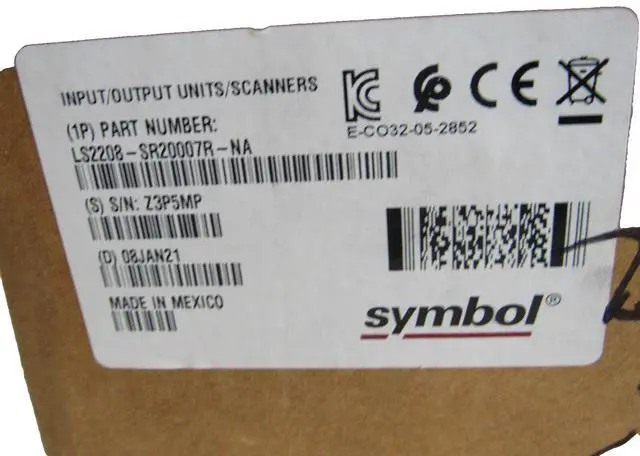 INPUT/OUTPUT UNITS/SCANNERS
E-CO32-05-2852
(1P) PART NUMBER:
LS2208-SR20007R-NA
(S) S/N: Z3P5MP
(D) 08JAN21
MADE IN MEXICO
symbol®